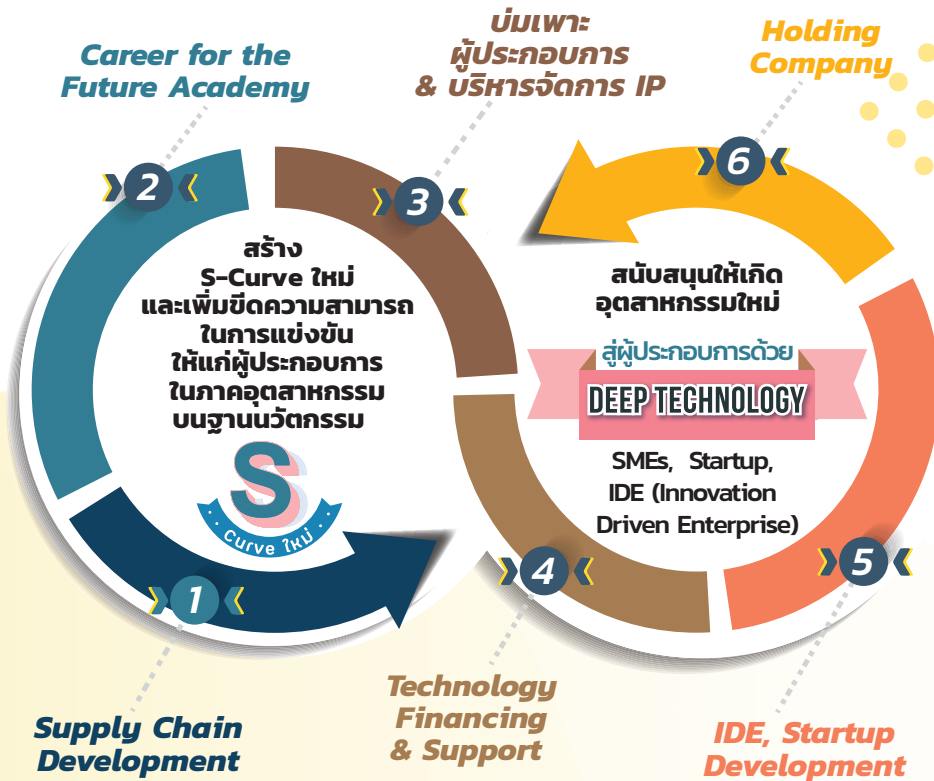 Career for the
Future Academy
บ่มเพาะ
ผู้ประกอบการ
& บริหารจัดการ IP
Holding
Company
2
3
6
สร้าง
S-Curve ใหม่
และเพิ่มขีดความสามารถ
ในการแข่งขัน
ให้แก่ผู้ประกอบการ
ในภาคอุตสาหกรรม
บนฐานนวัตกรรม
S
Curve ใหม่
สนับสนุนให้เกิด
อุตสาหกรรมใหม่
สู่ผู้ประกอบการด้วย
DEEP TECHNOLOGY
SMEs, Startup,
IDE (Innovation
Driven Enterprise)
1
4
5
Supply Chain
Development
Technology
Financing
& Support
IDE, Startup
Development